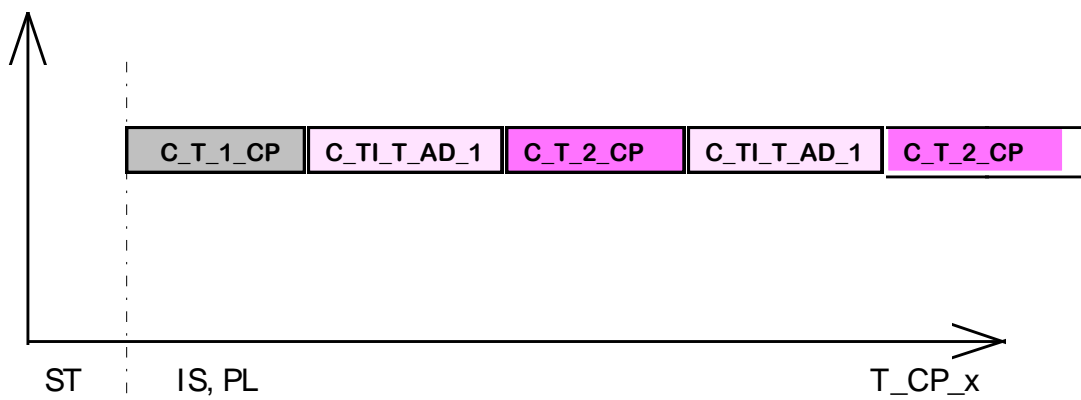 C_T_1_CP C_TI_T_AD_1 C_T_2_CP C_TI_T_AD_1 C_T_2_CP
ST IS, PL T_CP_x